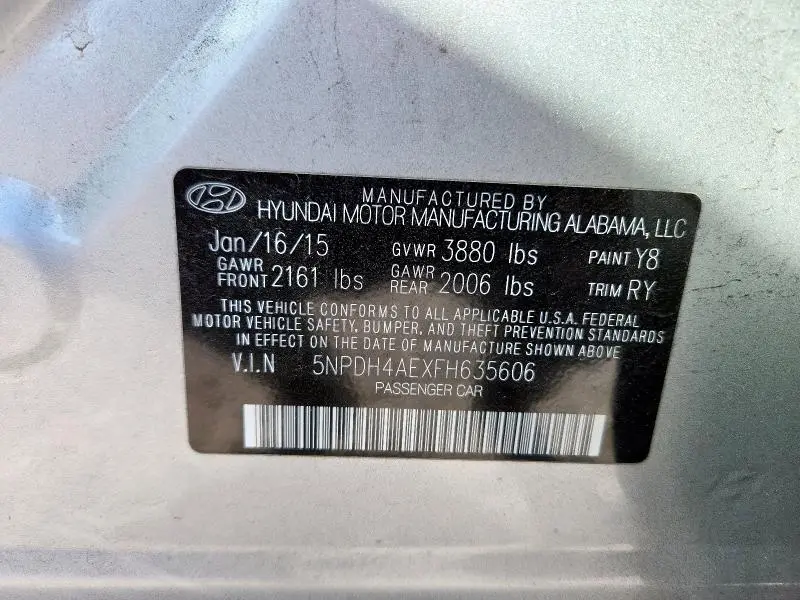 MANUFACTURED BY
HYUNDAI MOTOR MANUFACTURING ALABAMA, LLC
Jan/16/15 GVWR 3880 lbs PAINT Y8
GAWR FRONT 2161 lbs GAWR REAR 2006 lbs TRIM RY
THIS VEHICLE CONFORMS TO ALL APPLICABLE U.S.A. FEDERAL
MOTOR VEHICLE SAFETY, BUMPER, AND THEFT PREVENTION STANDARDS
IN EFFECT ON THE DATE OF MANUFACTURE SHOWN ABOVE.
V.I.N 5NPDH4AEXFH635606
PASSENGER CAR